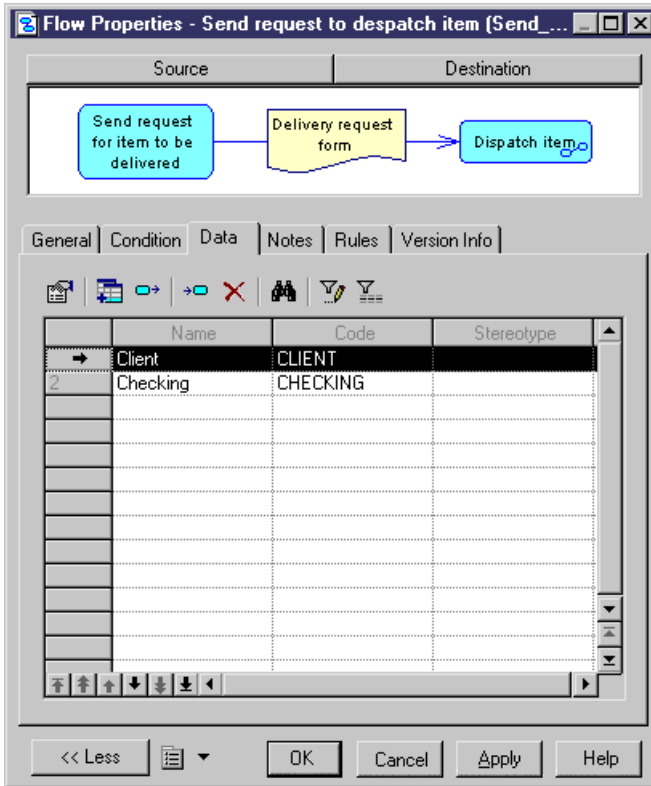 Flow Properties - Send request to despatch item (Send_...
Source Destination
Send request
for item to be
delivered
Delivery request
form
Dispatch item
General Condition Data Notes Rules Version Info
Name Code Stereotype
Client CLIENT
2 Checking CHECKING
<< Less OK Cancel Apply Help